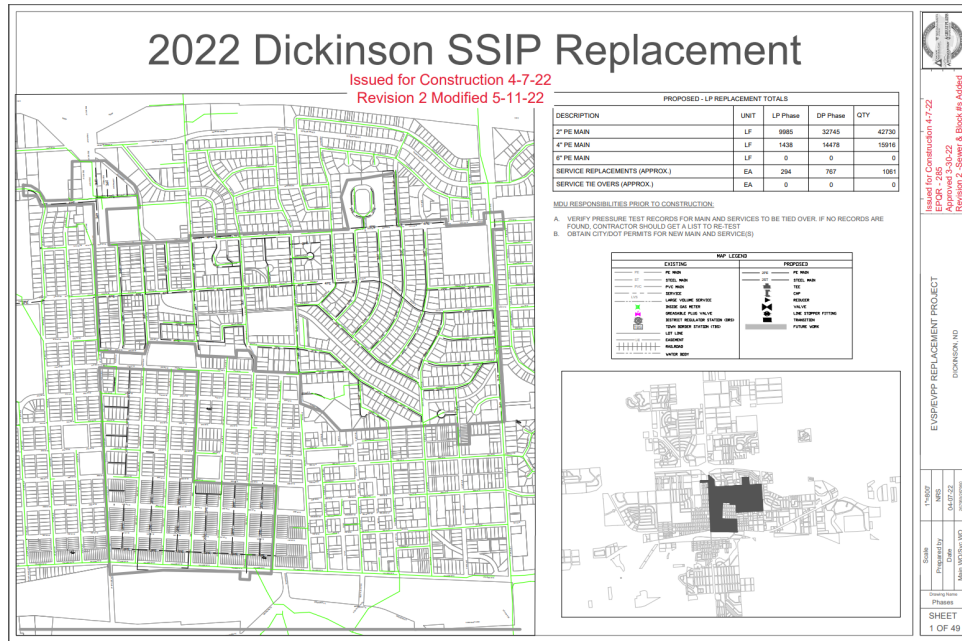 2022 Dickinson SSIP Replacement
Issued for Construction 4-7-22
Revision 2 Modified 5-11-22
PROPOSED - LP REPLACEMENT TOTALS
DESCRIPTION UNIT LP Phase DP Phase QTY
2" PE MAIN LF 9985 32745 42730
4" PE MAIN LF 1438 14478 15916
6" PE MAIN LF 0 0 0
SERVICE REPLACEMENTS (APPROX.) EA 294 767 1061
SERVICE TIE OVERS (APPROX.) EA 0 0 0
MDU RESPONSIBILITIES PRIOR TO CONSTRUCTION:
A. VERIFY PRESSURE TEST RECORDS FOR MAIN AND SERVICES TO BE TIED OVER. IF NO RECORDS ARE
FOUND, CONTRACTOR SHOULD GET A LIST TO RE-TEST
B. OBTAIN CITY/DOT PERMITS FOR NEW MAIN AND SERVICE(S)
MAP LEGEND
EXISTING PROPOSED
PE MAIN PE MAIN
STEEL MAIN STEEL MAIN
PVC MAIN TEE
SERVICE CAP
LARGE VOLUME SERVICE REDUCER
INSIDE GAS METER VALVE
GREASABLE PLUG VALVE LINE STOPPER FITTING
DISTRICT REGULATOR STATION (DRS) TRANSITION
TOWN BORDER STATION (TBS) FUTURE WORK
LOT LINE
EASEMENT
RAILROAD
WATER BODY
Issued for Construction 4-7-22
EPQR - 285
Approved 3-30-22
Revision 2 -Sewer & Block #s Added
EVSP/EVPP REPLACEMENT PROJECT
DICKINSON, ND
Scale 1"=800'
Prepared by NRS
Date 04-07-22
Drawing Name
Phases
SHEET
1 OF 49